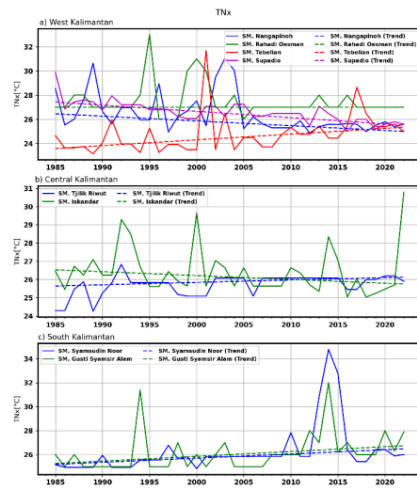 TNx
a) West Kalimantan
SM. Nangapinoh SM. Nangapinoh (Trend)
SM. Rahadi Oesman SM. Rahadi Oesman (Trend)
SM. Tebelian SM. Tebelian (Trend)
SM. Supadio SM. Supadio (Trend)
TNx[°C]
32
30
28
26
24
1985 1990 1995 2000 2005 2010 2015 2020
b) Central Kalimantan
SM. Tjilik Riwut SM. Tjilik Riwut (Trend)
SM. Iskandar SM. Iskandar (Trend)
TNx[°C]
31
30
29
28
27
26
25
24
1985 1990 1995 2000 2005 2010 2015 2020
c) South Kalimantan
SM. Syamsudin Noor SM. Syamsudin Noor (Trend)
SM. Gusti Syamsir Alam SM. Gusti Syamsir Alam (Trend)
TNx[°C]
34
32
30
28
26
1985 1990 1995 2000 2005 2010 2015 2020